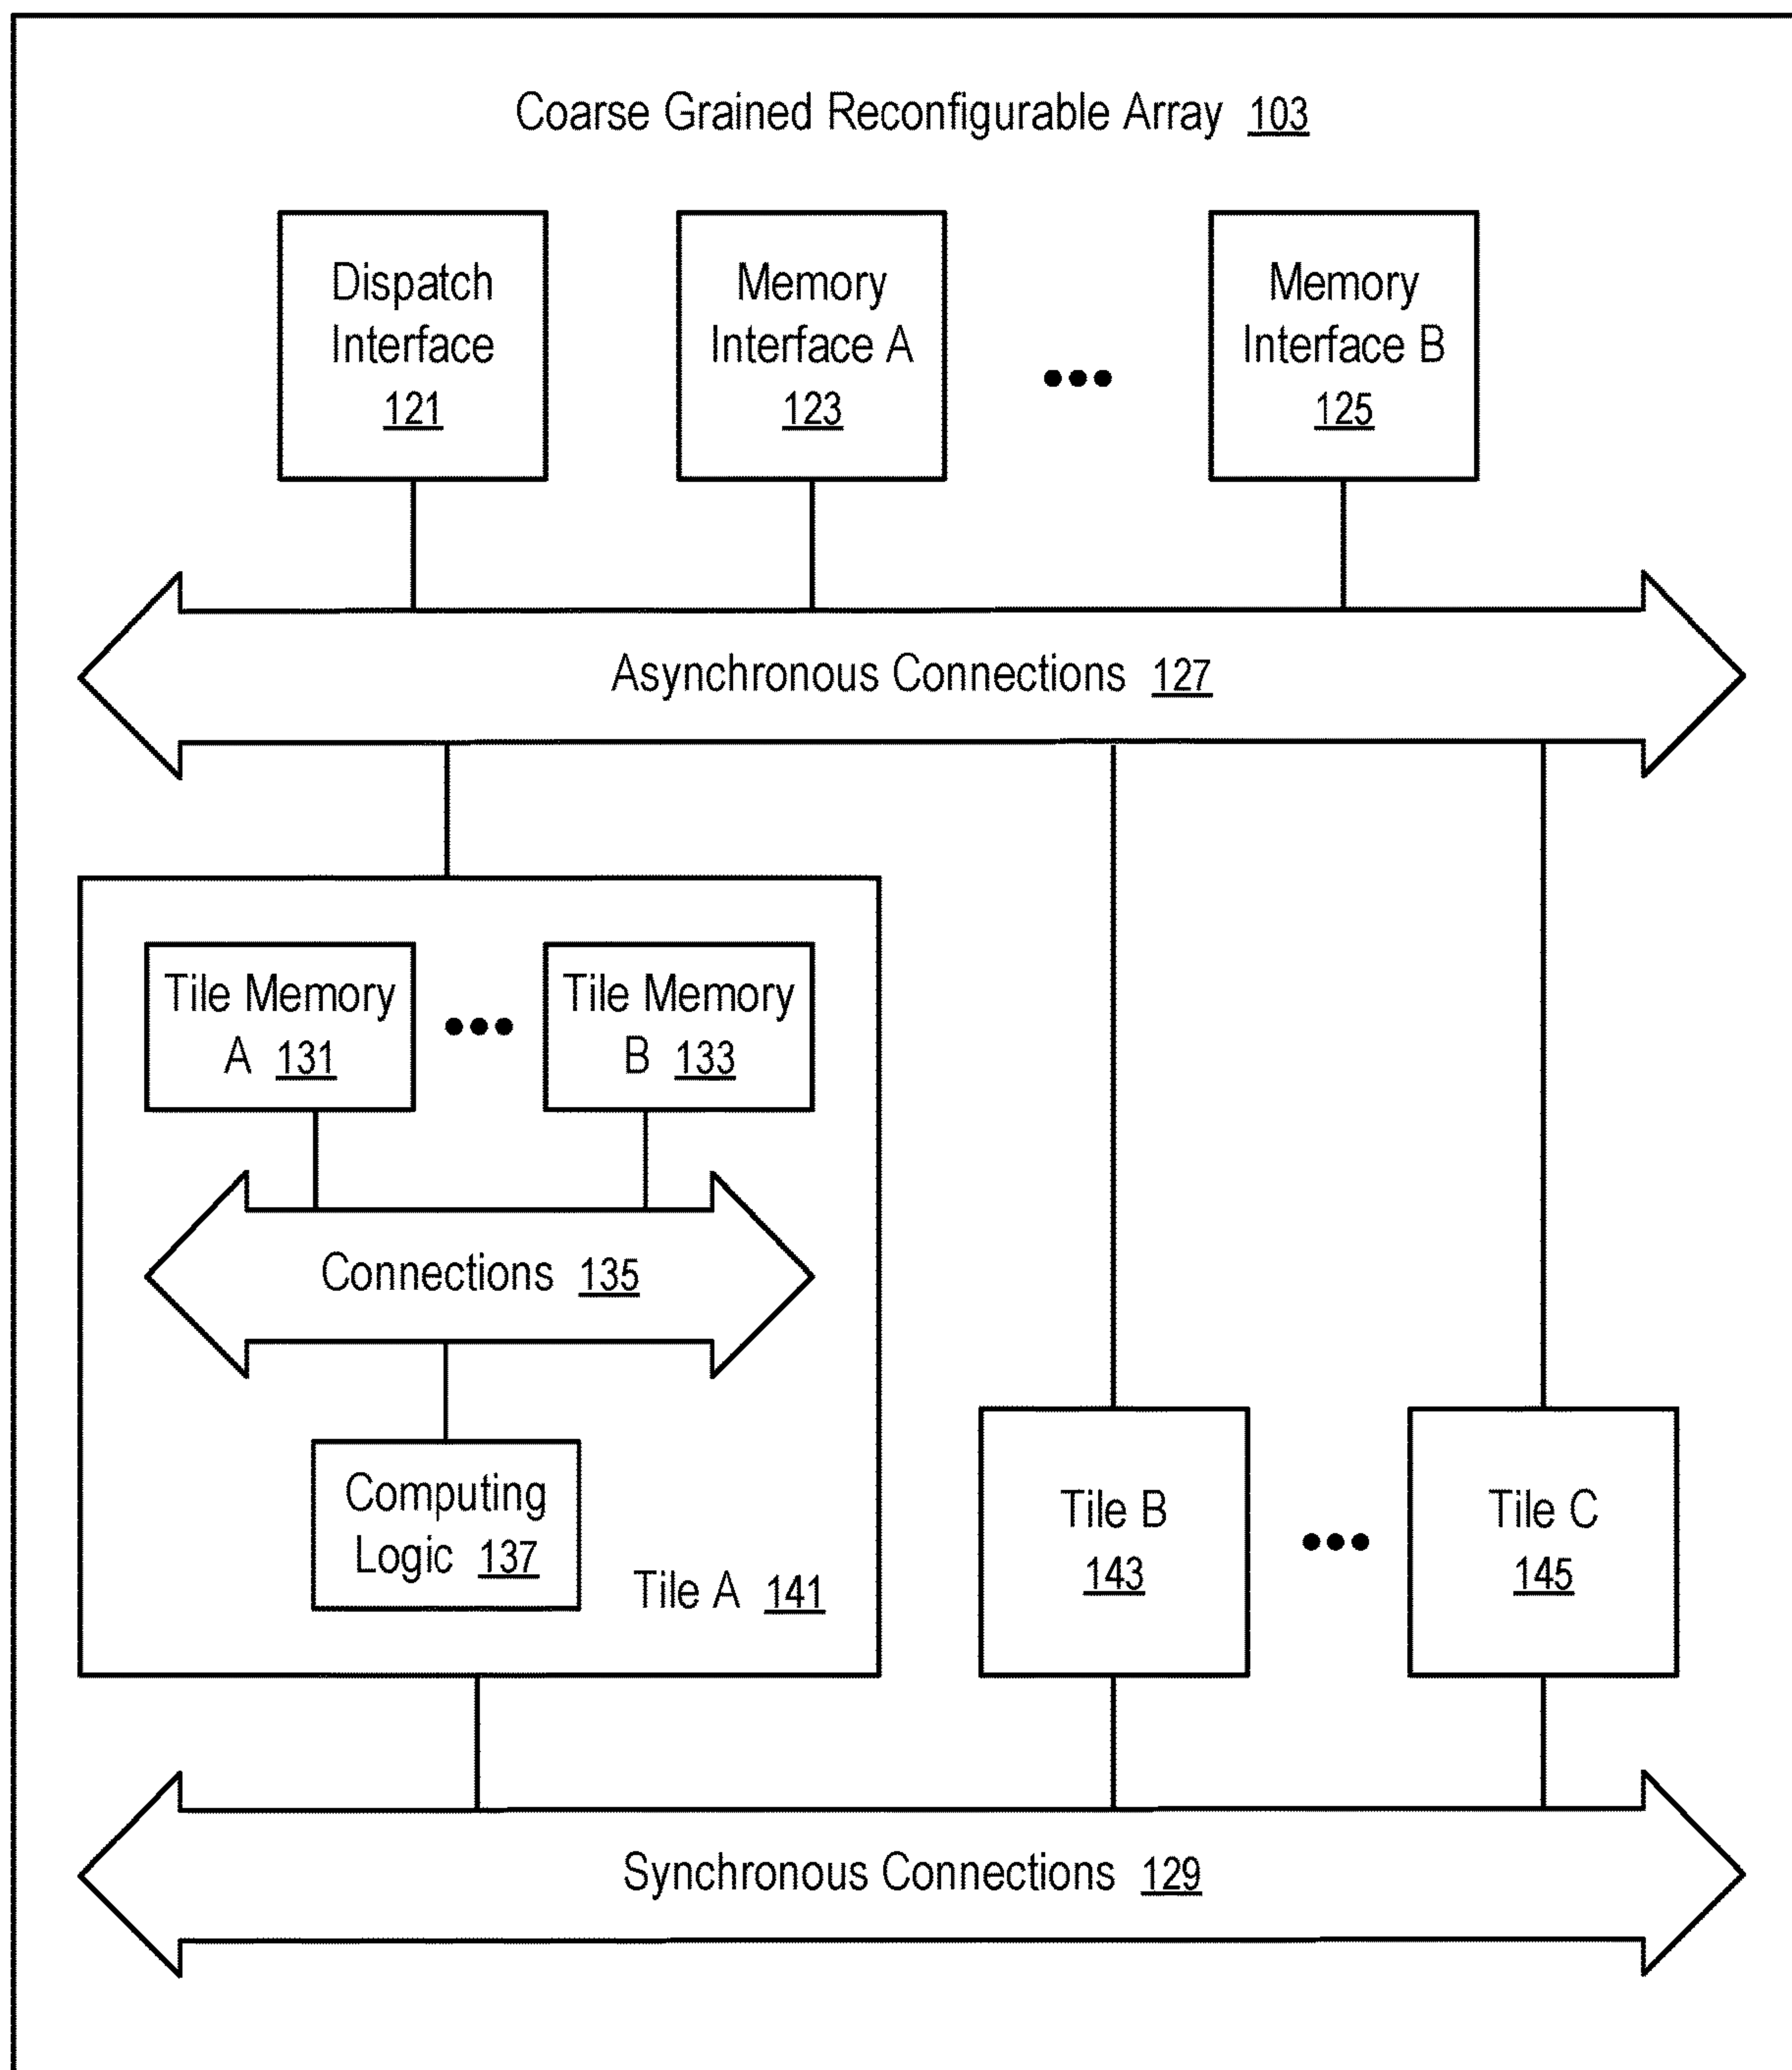 Coarse Grained Reconfigurable Array 103
Dispatch
Interface
121
Memory
Interface A
123
Memory
Interface B
125
Asynchronous Connections 127
Tile Memory
A 131
Tile Memory
B 133
Connections 135
Computing
Logic 137
Tile A 141
Tile B
143
Tile C
145
Synchronous Connections 129